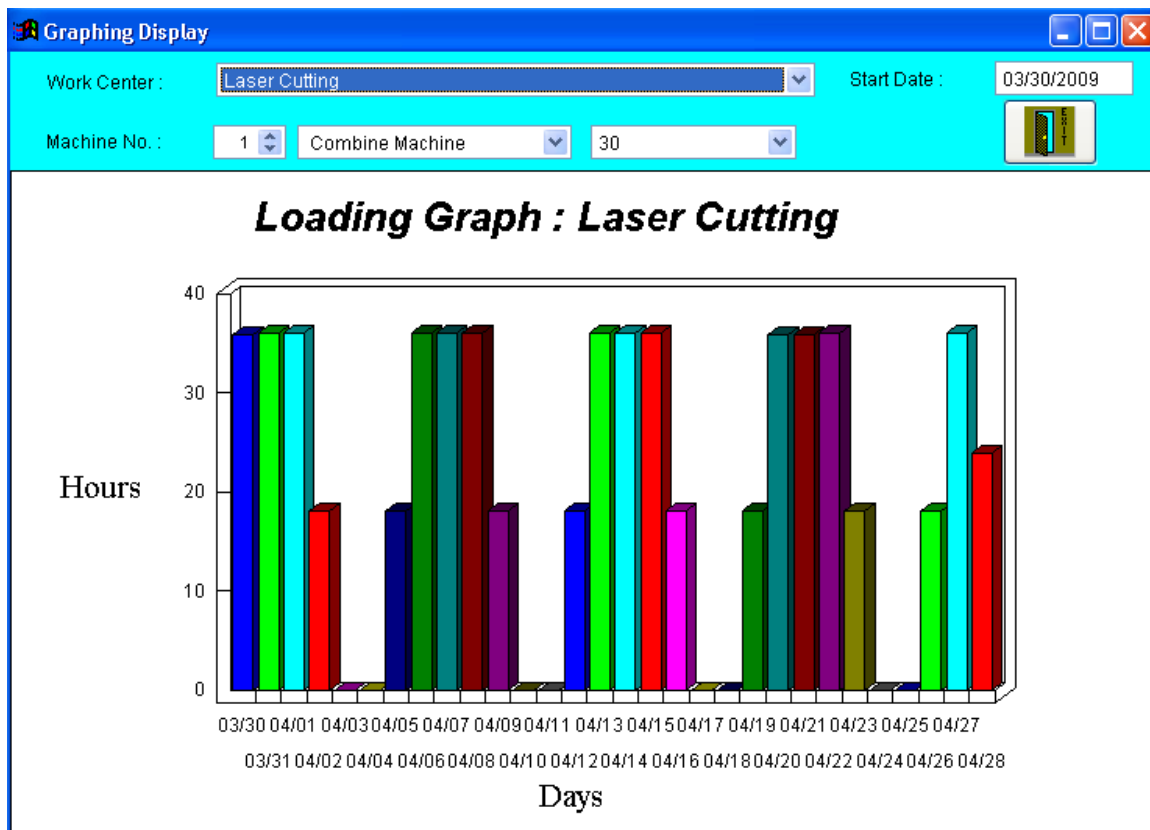 Graphing Display
Work Center : Laser Cutting Start Date : 03/30/2009
EXIT
Machine No. : 1 Combine Machine 30
Loading Graph : Laser Cutting
40
30
Hours
20
10
0
03/30 04/01 04/03 04/05 04/07 04/09 04/11 04/13 04/15 04/17 04/19 04/21 04/23 04/25 04/27
03/31 04/02 04/04 04/06 04/08 04/10 04/12 04/14 04/16 04/18 04/20 04/22 04/24 04/26 04/28
Days